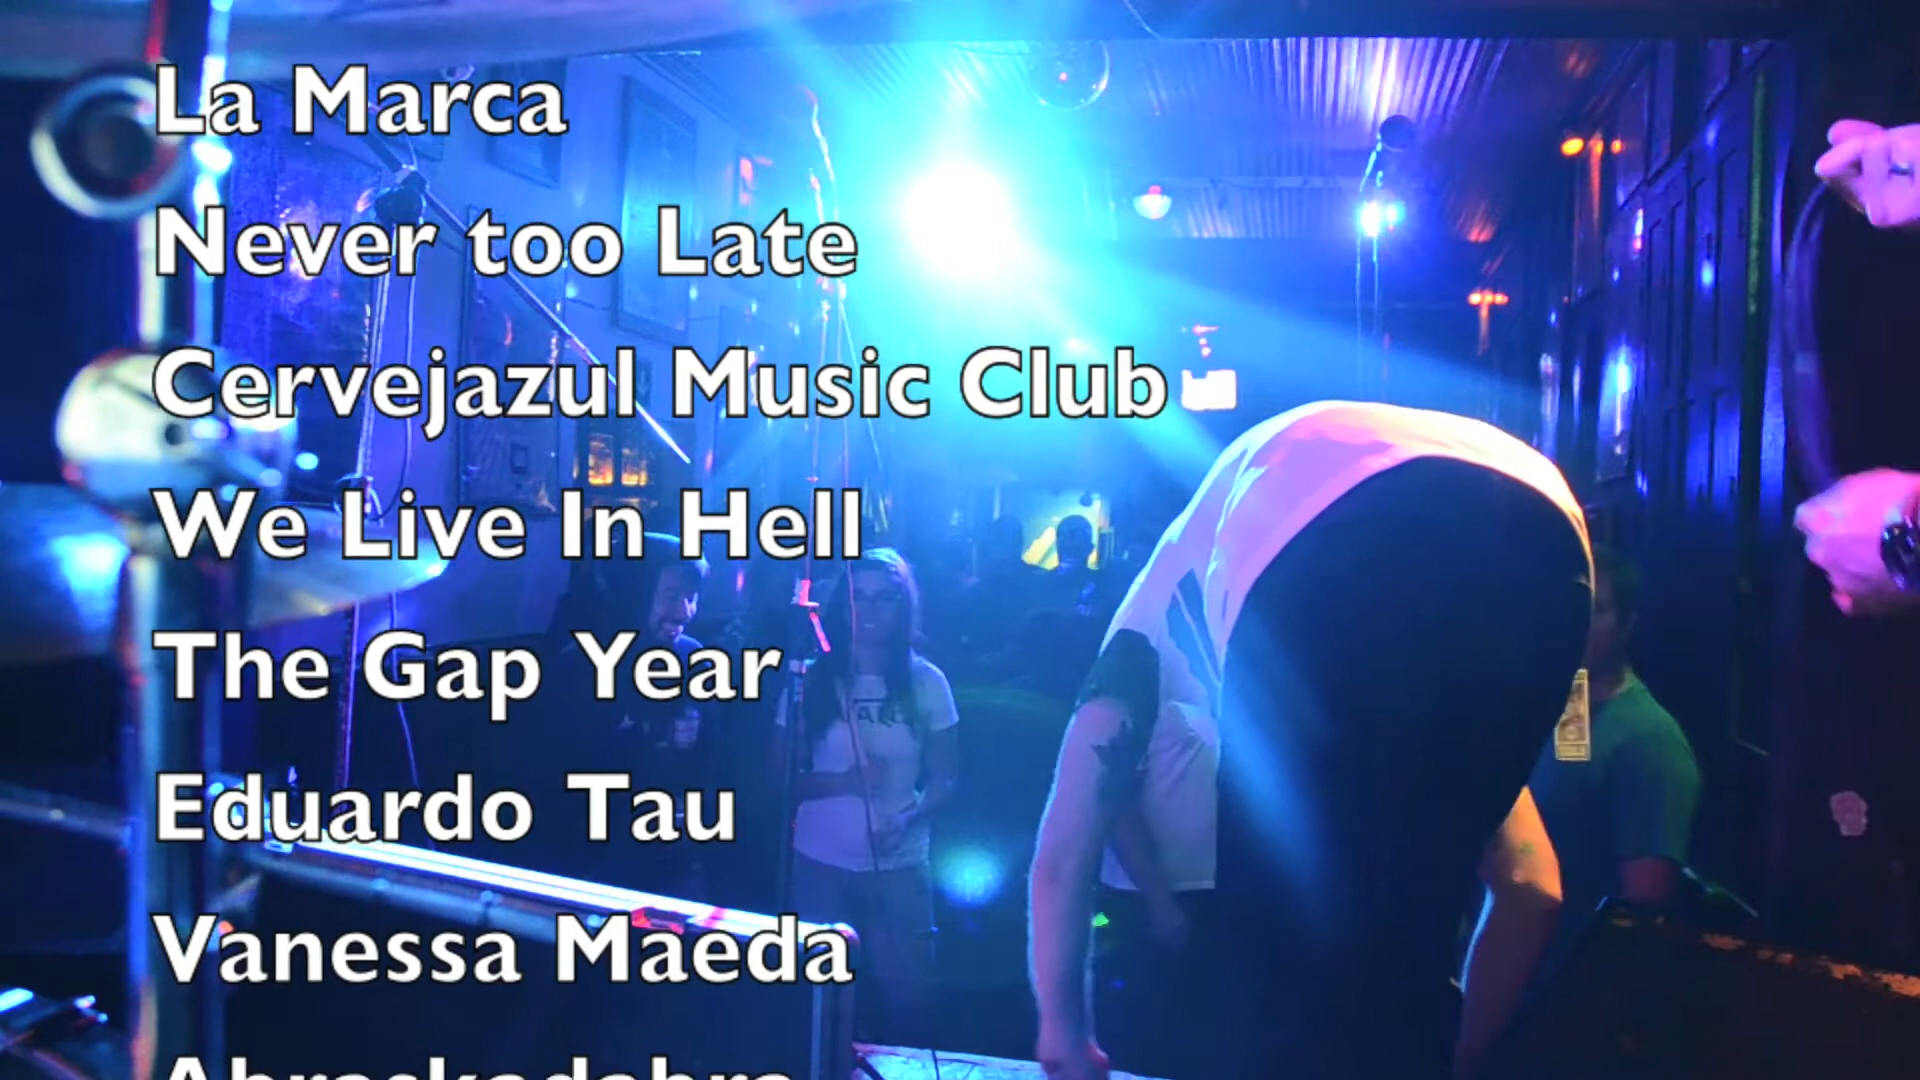 La Marca
Never too Late
Cervejazul Music Club
We Live In Hell
The Gap Year
Eduardo Tau
Vanessa Maeda
Abraskadabra